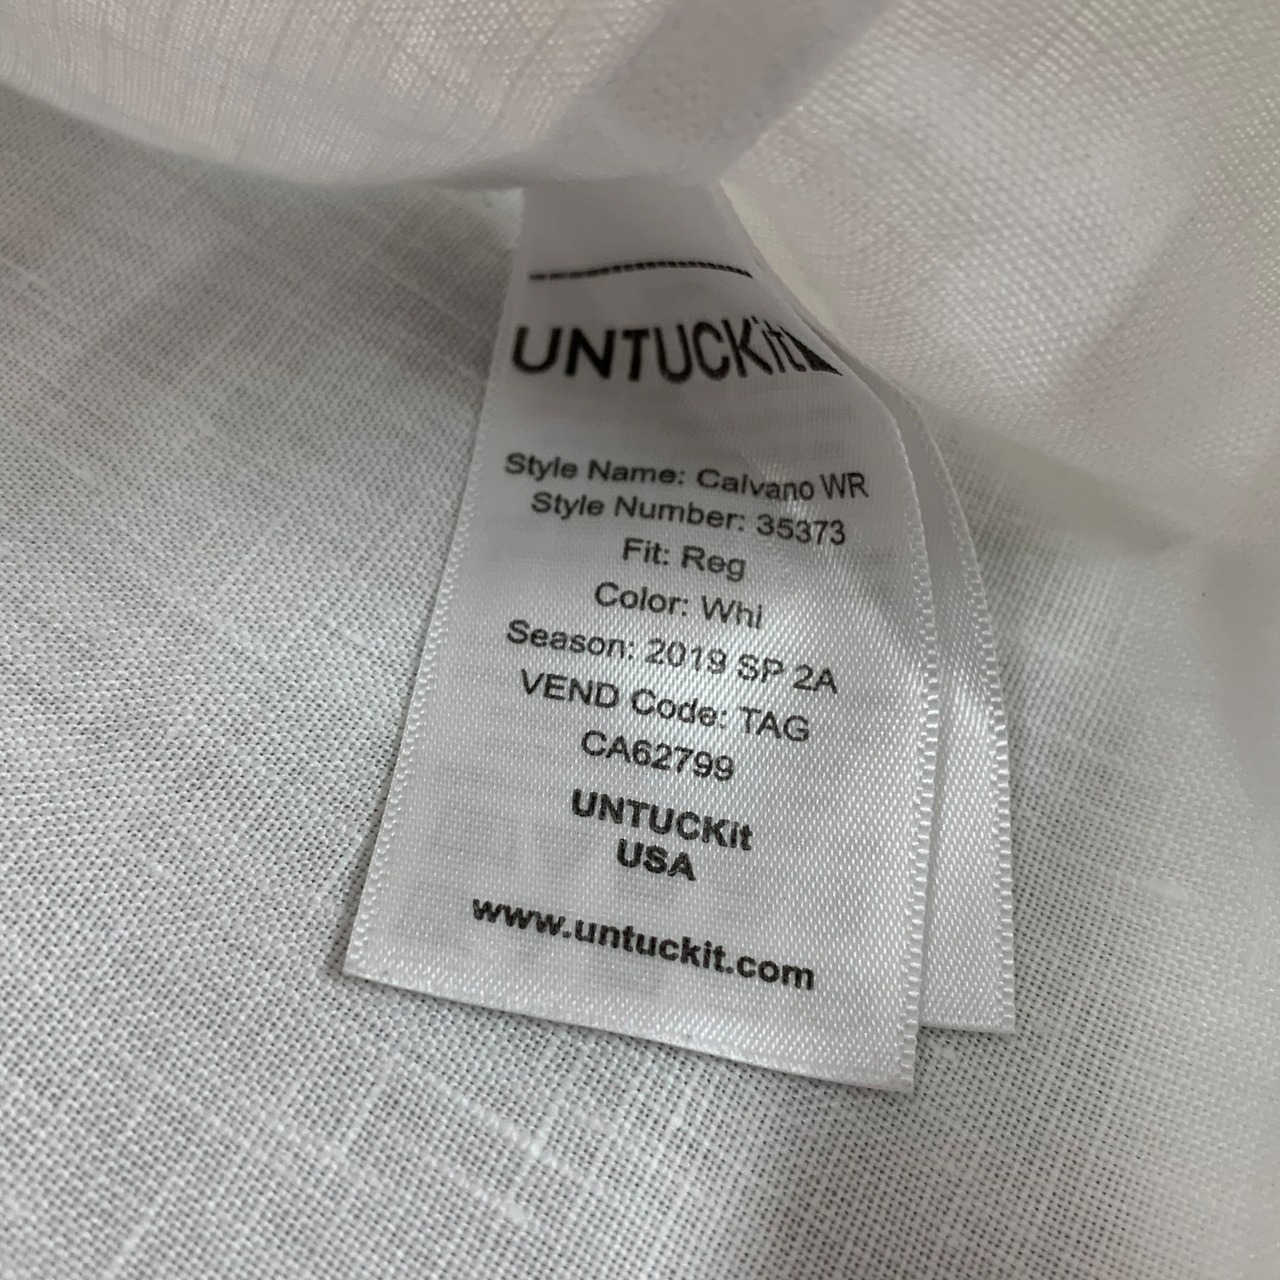 UNTUCKit
Style Name: Calvano WR
Style Number: 35373
Fit: Reg
Color: Whi
Season: 2019 SP 2A
VEND Code: TAG
CA62799
UNTUCKit
USA
www.untuckit.com